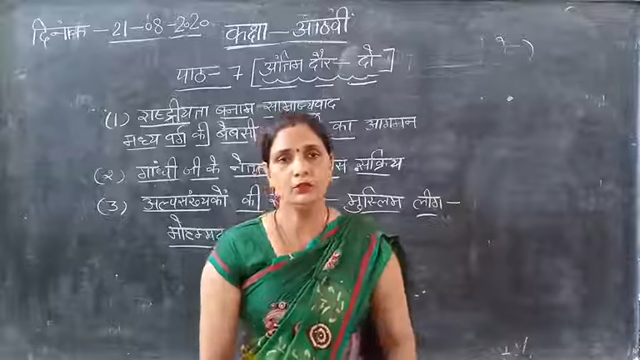 दिनांक - 21-08-2020
कक्षा - आठवीं
पाठ - 7 [अंतिम दौर - दो]
(1) राष्ट्रीयता बनाम साम्राज्यवाद
मध्य वर्ग की बेबसी का आगमन
(2) गांधी जी के सक्रिय
(3) अल्पसंख्यकों की - मुस्लिम लीग -